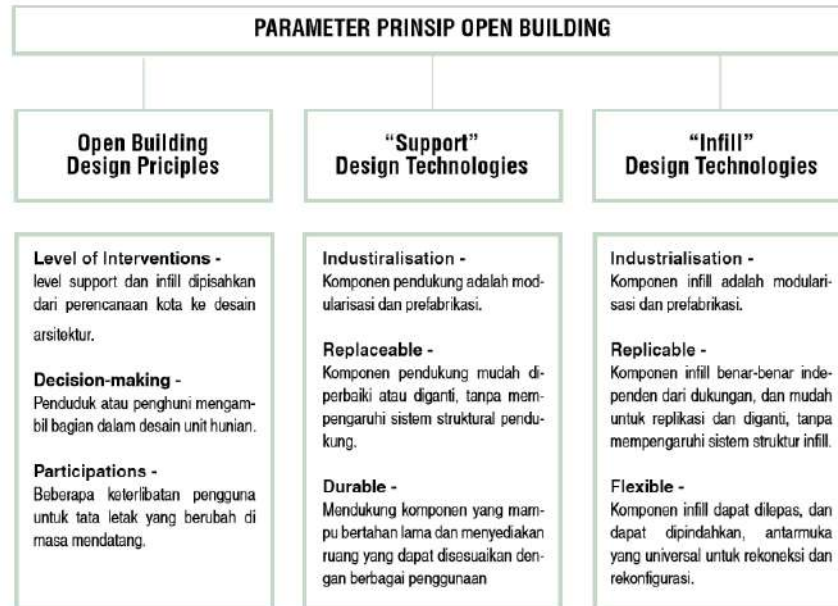 PARAMETER PRINSIP OPEN BUILDING
Open Building
Design Priciples
Level of Interventions -
level support dan infill dipisahkan
dari perencanaan kota ke desain
arsitektur.
Decision-making -
Penduduk atau penghuni mengam-
bil bagian dalam desain unit hunian.
Participations -
Beberapa keterlibatan pengguna
untuk tata letak yang berubah di
masa mendatang.
“Support”
Design Technologies
Industiralisation -
Komponen pendukung adalah mod-
ularisasi dan prefabrikasi.
Replaceable -
Komponen pendukung mudah di-
perbaiki atau diganti, tanpa mem-
pengaruhi sistem struktural pendu-
kung.
Durable -
Mendukung komponen yang mam-
pu bertahan lama dan menyediakan
ruang yang dapat disesuaikan den-
gan berbagai penggunaan
“Infill”
Design Technologies
Industrialisation -
Komponen infill adalah modulari-
sasi dan prefabrikasi.
Replicable -
Komponen infill benar-benar inde-
penden dari dukungan, dan mudah
untuk replikasi dan diganti, tanpa
mempengaruhi sistem struktur infill.
Flexible -
Komponen infill dapat dilepas, dan
dapat dipindahkan, antarmuka
yang universal untuk rekoneksi dan
rekonfigurasi.